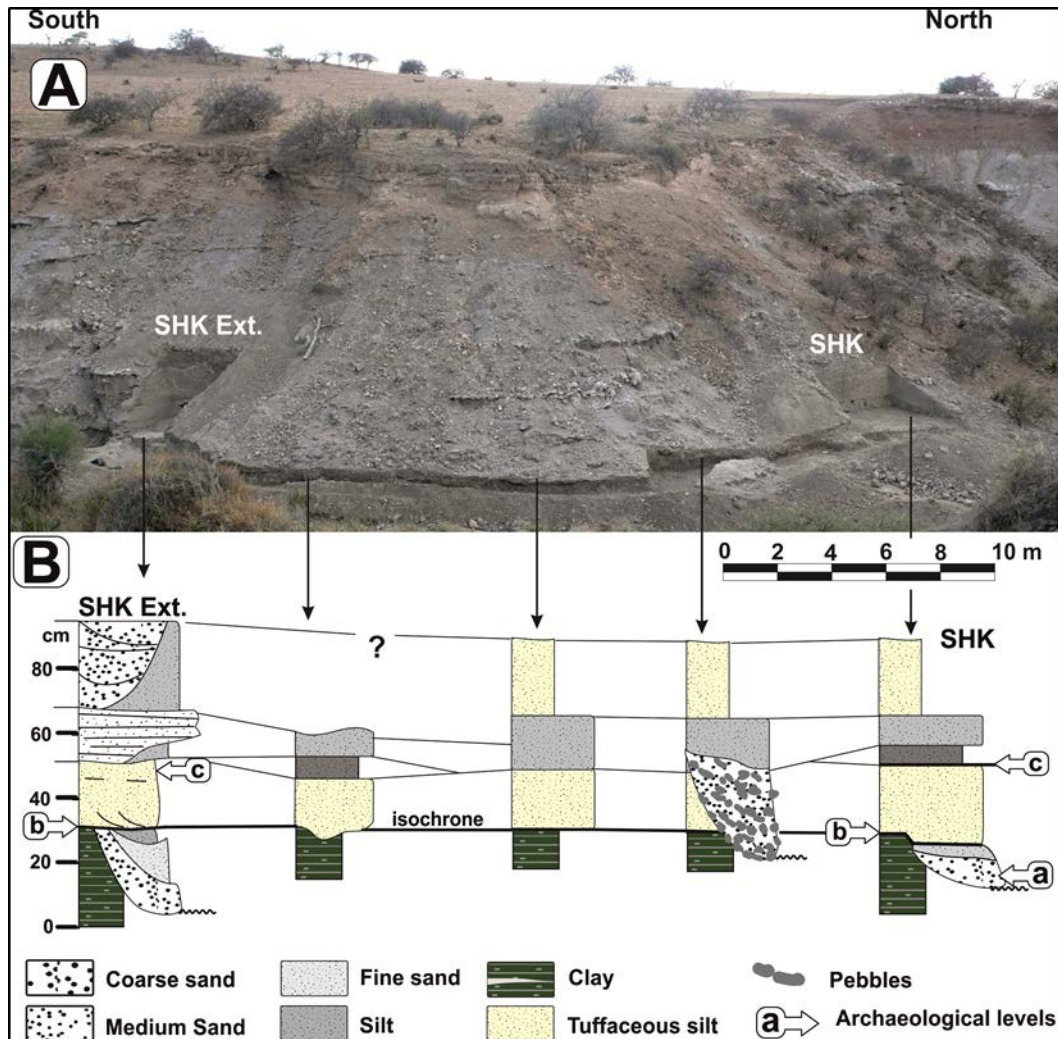 South
North
A
SHK Ext.
SHK
B
0 2 4 6 8 10 m
SHK Ext.
SHK
cm
80
60
40
20
0
?
c
b
isochrone
c
b
a
Coarse sand
Fine sand
Clay
Pebbles
Medium Sand
Silt
Tuffaceous silt
a
Archaeological levels